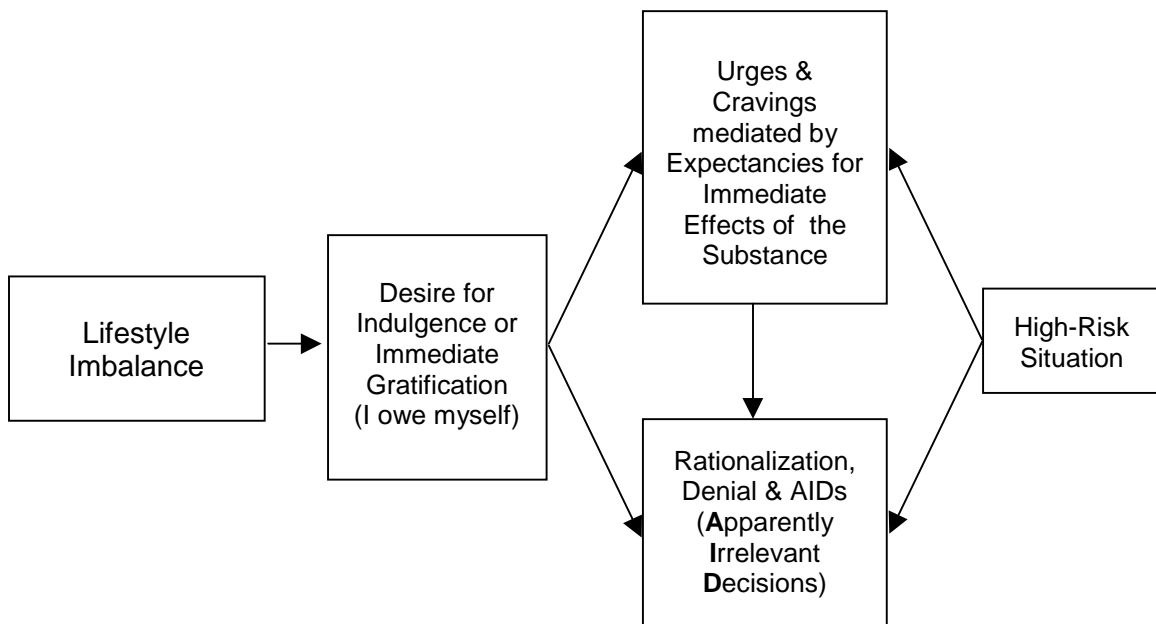 Lifestyle
Imbalance
Desire for
Indulgence or
Immediate
Gratification
(I owe myself)
Urges &
Cravings
mediated by
Expectancies for
Immediate
Effects of  the
Substance
Rationalization,
Denial & AIDs
(Apparently
Irrelevant
Decisions)
High-Risk
Situation